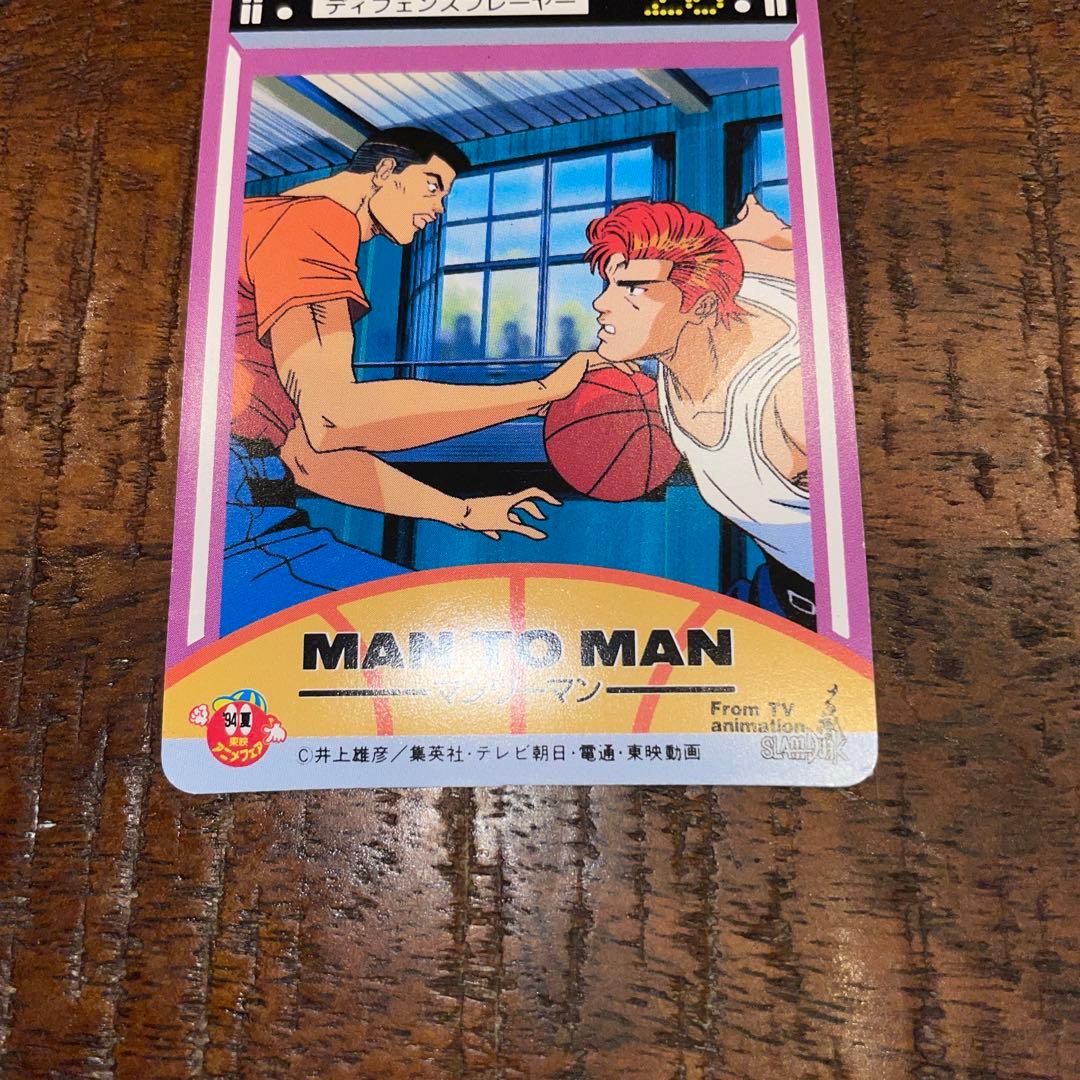 ディフェンスプレーヤー
MAN TO MAN
マンツーマン
From TV
animation
SLAM DUNK
'94 夏
東映
アニメフェア
©井上雄彦／集英社・テレビ朝日・電通・東映動画